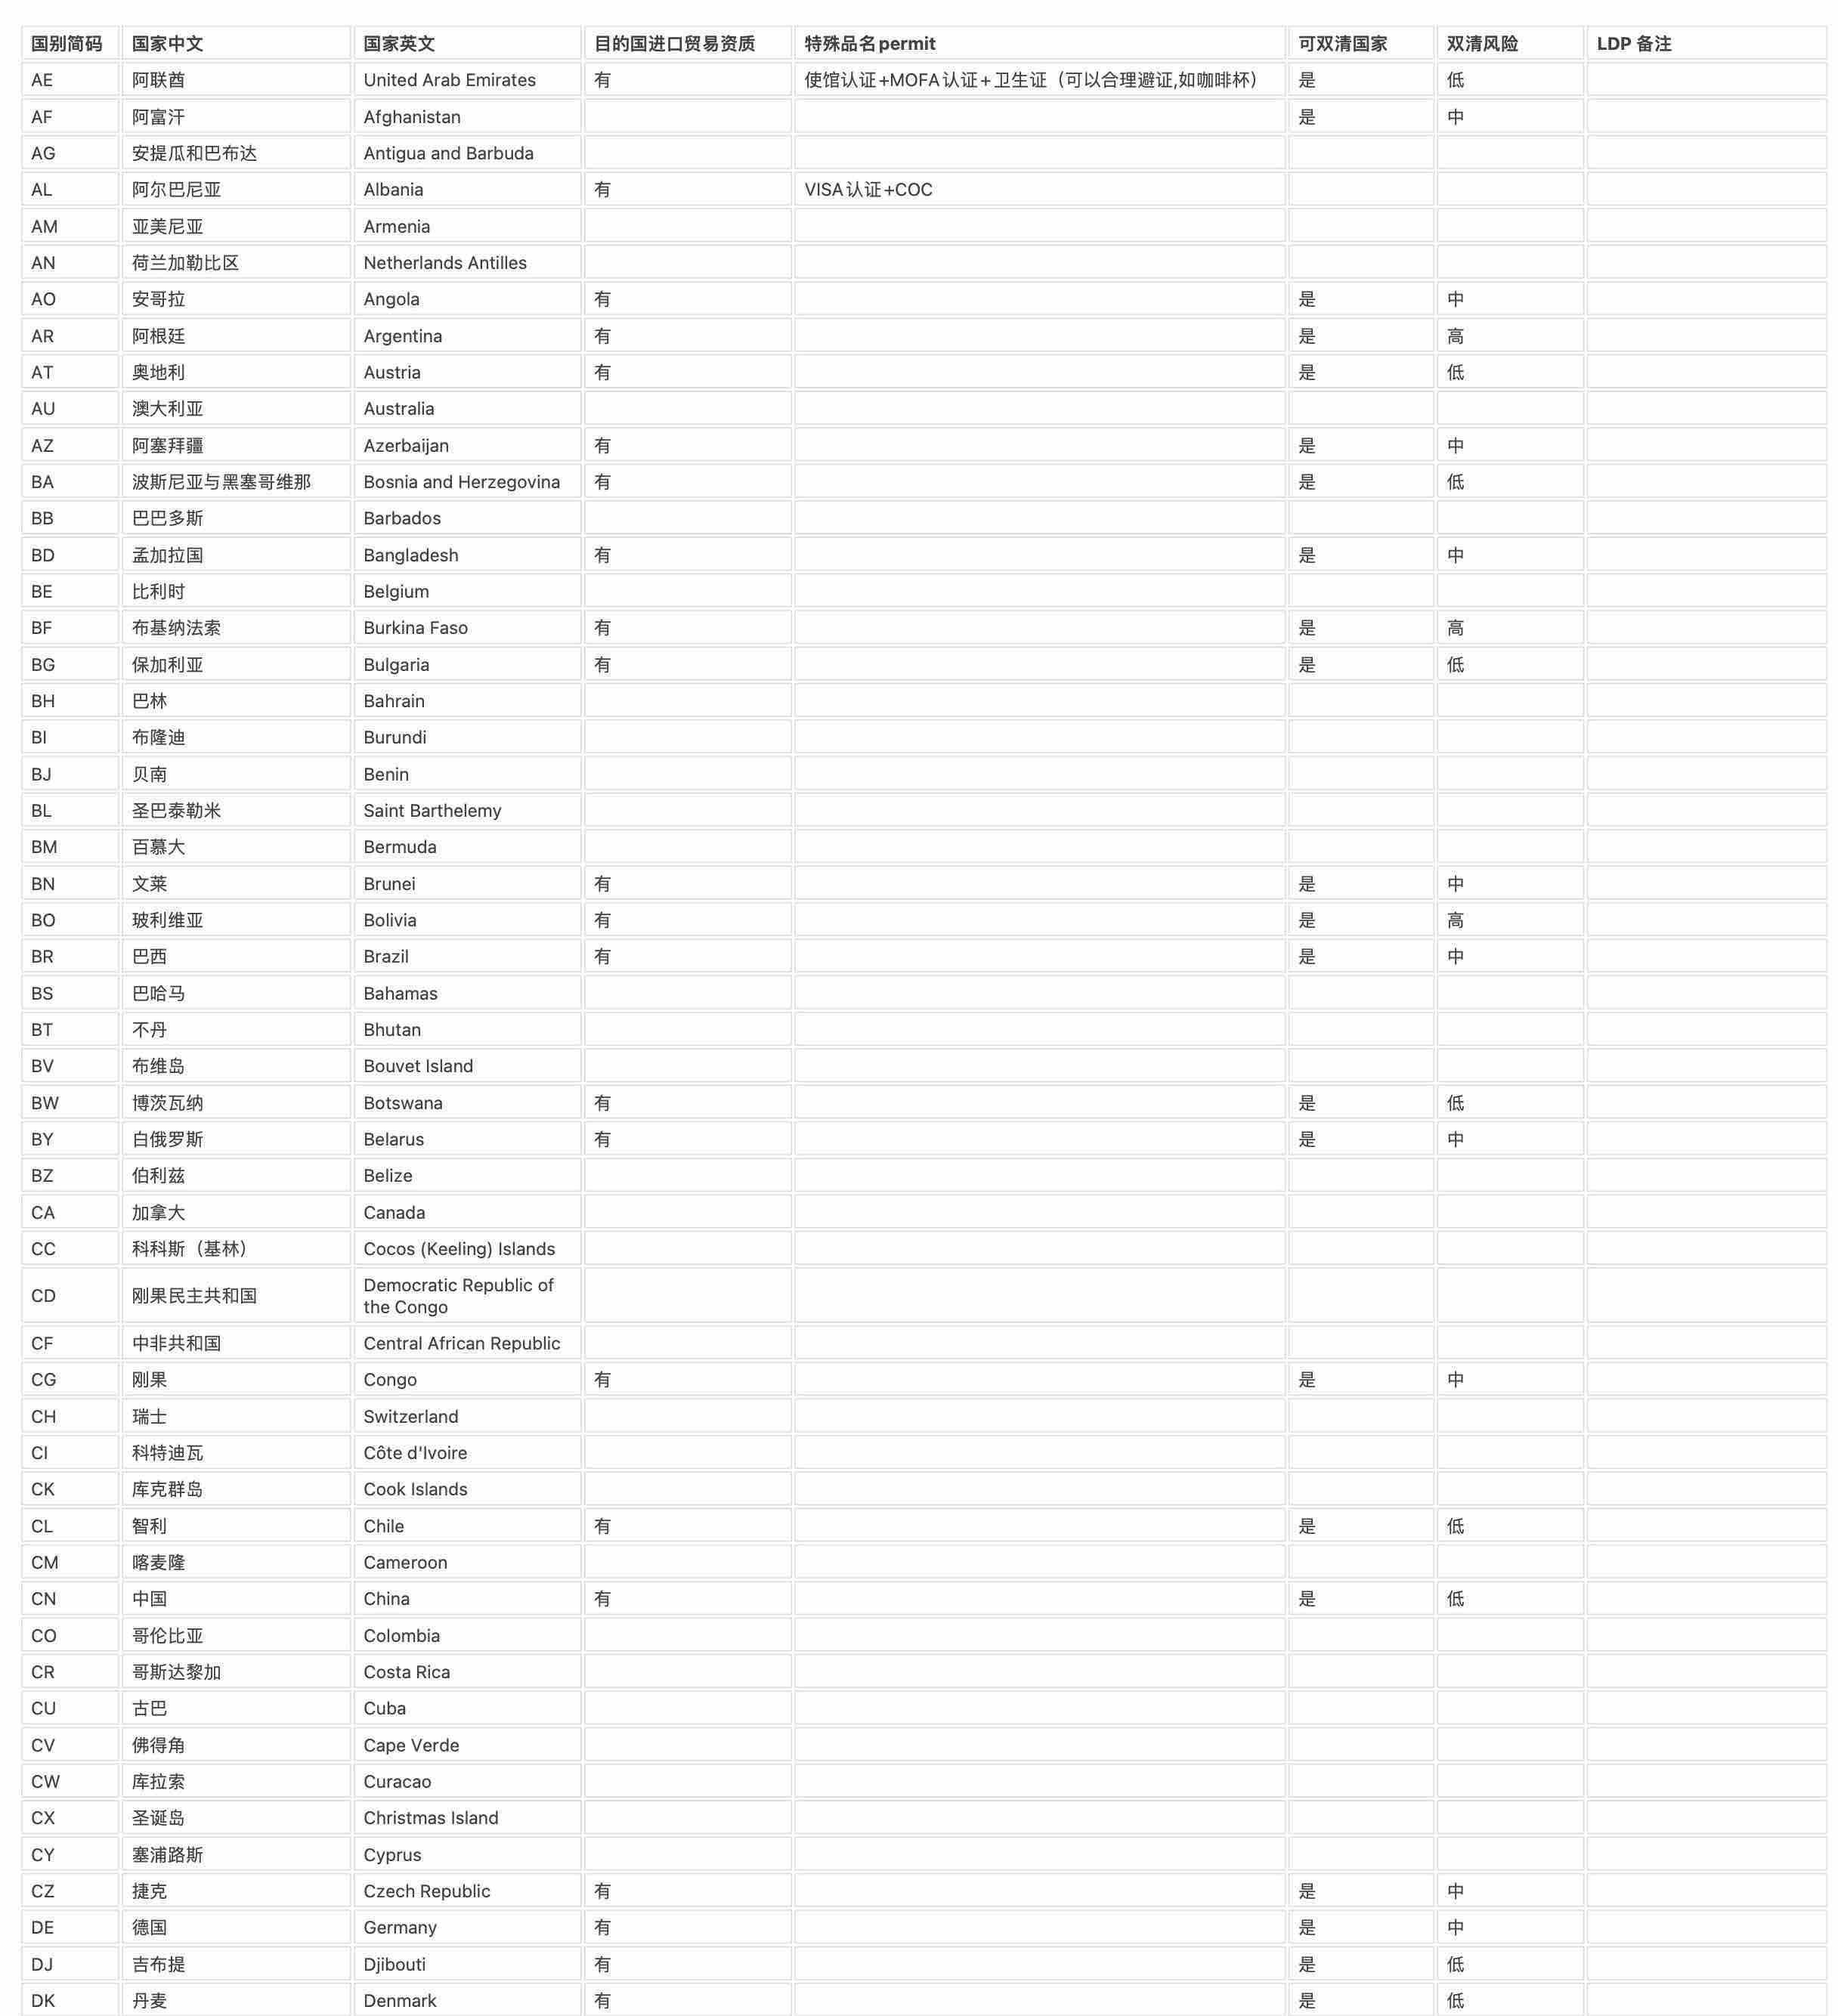 国别简码 国家中文 国家英文 目的国进口贸易资质 特殊品名permit 可双清国家 双清风险 LDP 备注
AE 阿联酋 United Arab Emirates 有 使馆认证+MOFA认证+卫生证（可以合理避证,如咖啡杯） 是 低
AF 阿富汗 Afghanistan 是 中
AG 安提瓜和巴布达 Antigua and Barbuda
AL 阿尔巴尼亚 Albania 有 VISA认证+COC
AM 亚美尼亚 Armenia
AN 荷兰加勒比区 Netherlands Antilles
AO 安哥拉 Angola 有 是 中
AR 阿根廷 Argentina 有 是 高
AT 奥地利 Austria 有 是 低
AU 澳大利亚 Australia
AZ 阿塞拜疆 Azerbaijan 有 是 中
BA 波斯尼亚与黑塞哥维那 Bosnia and Herzegovina 有 是 低
BB 巴巴多斯 Barbados
BD 孟加拉国 Bangladesh 有 是 中
BE 比利时 Belgium
BF 布基纳法索 Burkina Faso 有 是 高
BG 保加利亚 Bulgaria 有 是 低
BH 巴林 Bahrain
BI 布隆迪 Burundi
BJ 贝南 Benin
BL 圣巴泰勒米 Saint Barthelemy
BM 百慕大 Bermuda
BN 文莱 Brunei 有 是 中
BO 玻利维亚 Bolivia 有 是 高
BR 巴西 Brazil 有 是 中
BS 巴哈马 Bahamas
BT 不丹 Bhutan
BV 布维岛 Bouvet Island
BW 博茨瓦纳 Botswana 有 是 低
BY 白俄罗斯 Belarus 有 是 中
BZ 伯利兹 Belize
CA 加拿大 Canada
CC 科科斯（基林） Cocos (Keeling) Islands
CD 刚果民主共和国 Democratic Republic of
the Congo
CF 中非共和国 Central African Republic
CG 刚果 Congo 有 是 中
CH 瑞士 Switzerland
CI 科特迪瓦 Côte d'Ivoire
CK 库克群岛 Cook Islands
CL 智利 Chile 有 是 低
CM 喀麦隆 Cameroon
CN 中国 China 有 是 低
CO 哥伦比亚 Colombia
CR 哥斯达黎加 Costa Rica
CU 古巴 Cuba
CV 佛得角 Cape Verde
CW 库拉索 Curacao
CX 圣诞岛 Christmas Island
CY 塞浦路斯 Cyprus
CZ 捷克 Czech Republic 有 是 中
DE 德国 Germany 有 是 中
DJ 吉布提 Djibouti 有 是 低
DK 丹麦 Denmark 有 是 低